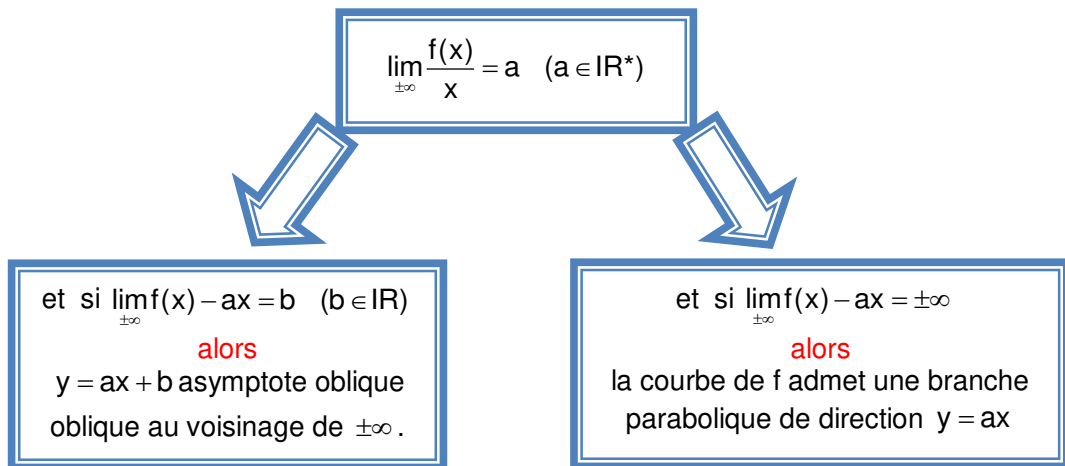 lim f(x)/x = a (a ∈ IR*)
±∞
et si lim f(x) − ax = b (b ∈ IR)
±∞
alors
y = ax + b asymptote oblique
oblique au voisinage de ±∞.
et si lim f(x) − ax = ±∞
±∞
alors
la courbe de f admet une branche
parabolique de direction y = ax